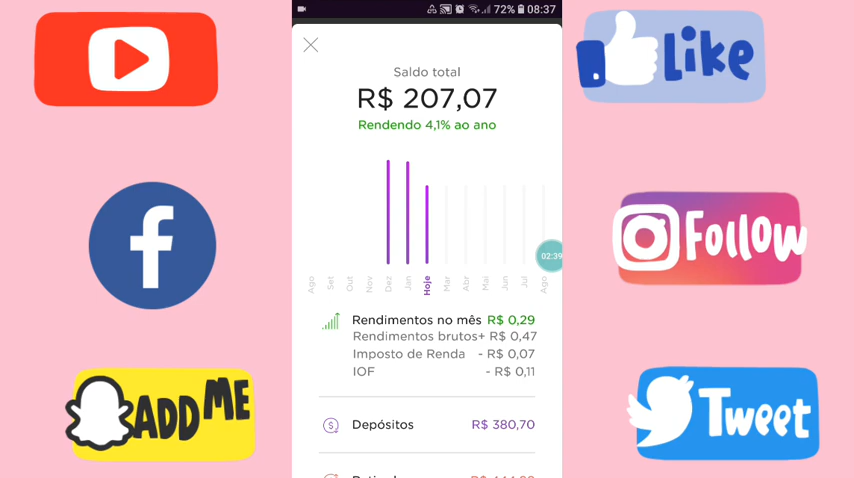 72% 08:37
Like
Saldo total
R$ 207,07
Rendendo 4,1% ao ano
Follow
02:39
Ago Set Out Nov Dez Jan Hoje Mar Abr Mai Jun Jul Ago
Rendimentos no mês R$ 0,29
Rendimentos brutos + R$ 0,47
Imposto de Renda - R$ 0,07
IOF - R$ 0,11
ADD ME
Depósitos R$ 380,70
Tweet